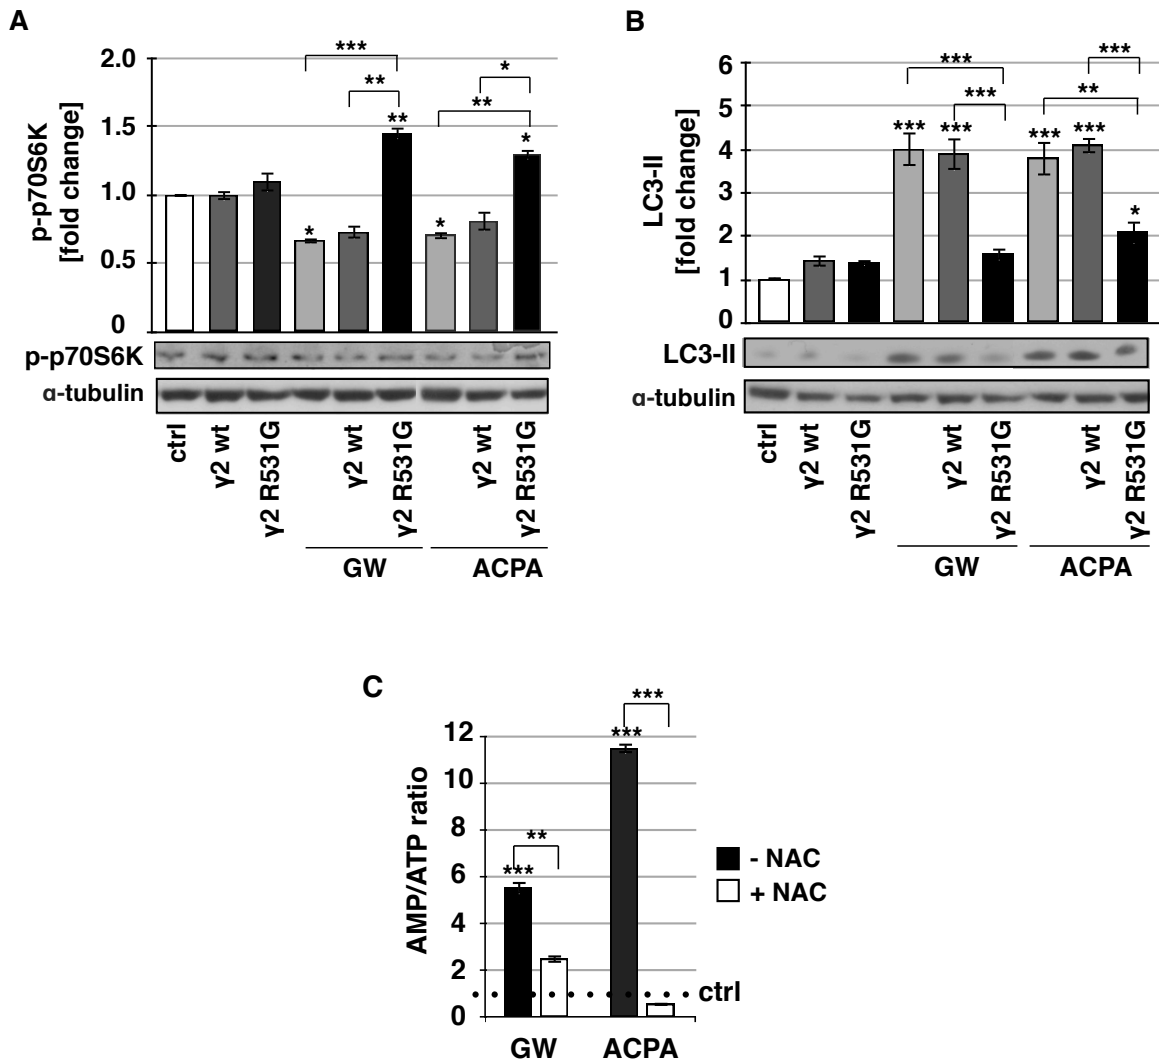 A
p-p70S6K
[fold change]
2.0
1.5
1.0
0.5
0
***
**
**
*
**
*
*
*
p-p70S6K
α-tubulin
ctrl
γ2 wt
γ2 R531G
γ2 wt
γ2 R531G
γ2 wt
γ2 R531G
GW
ACPA
B
LC3-II
[fold change]
6
5
4
3
2
1
0
***
***
***
***
***
**
***
***
*
LC3-II
α-tubulin
ctrl
γ2 wt
γ2 R531G
γ2 wt
γ2 R531G
γ2 wt
γ2 R531G
GW
ACPA
C
AMP/ATP ratio
12
10
8
6
4
2
0
***
**
***
***
- NAC
+ NAC
ctrl
GW
ACPA